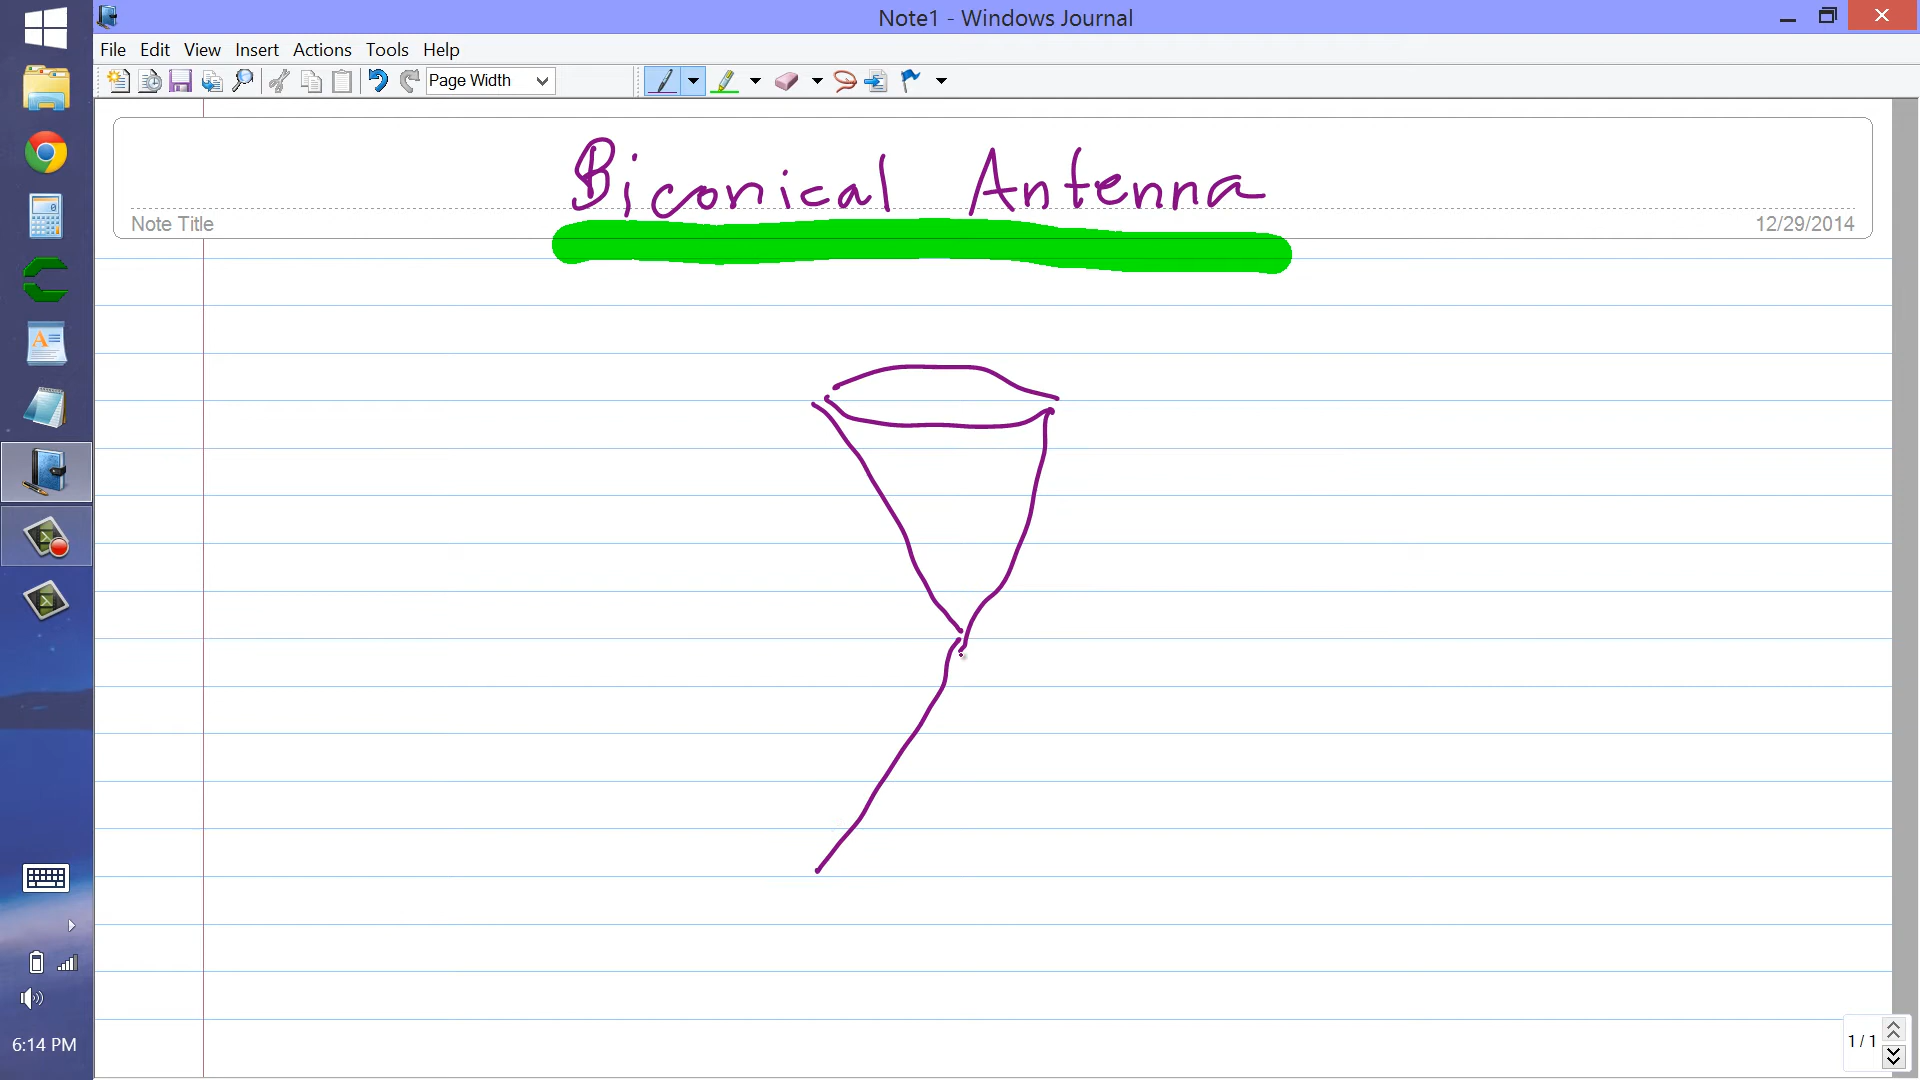 Note1 - Windows Journal
File Edit View Insert Actions Tools Help
Page Width
Biconical Antenna
Note Title
12/29/2014
1 / 1
6:14 PM